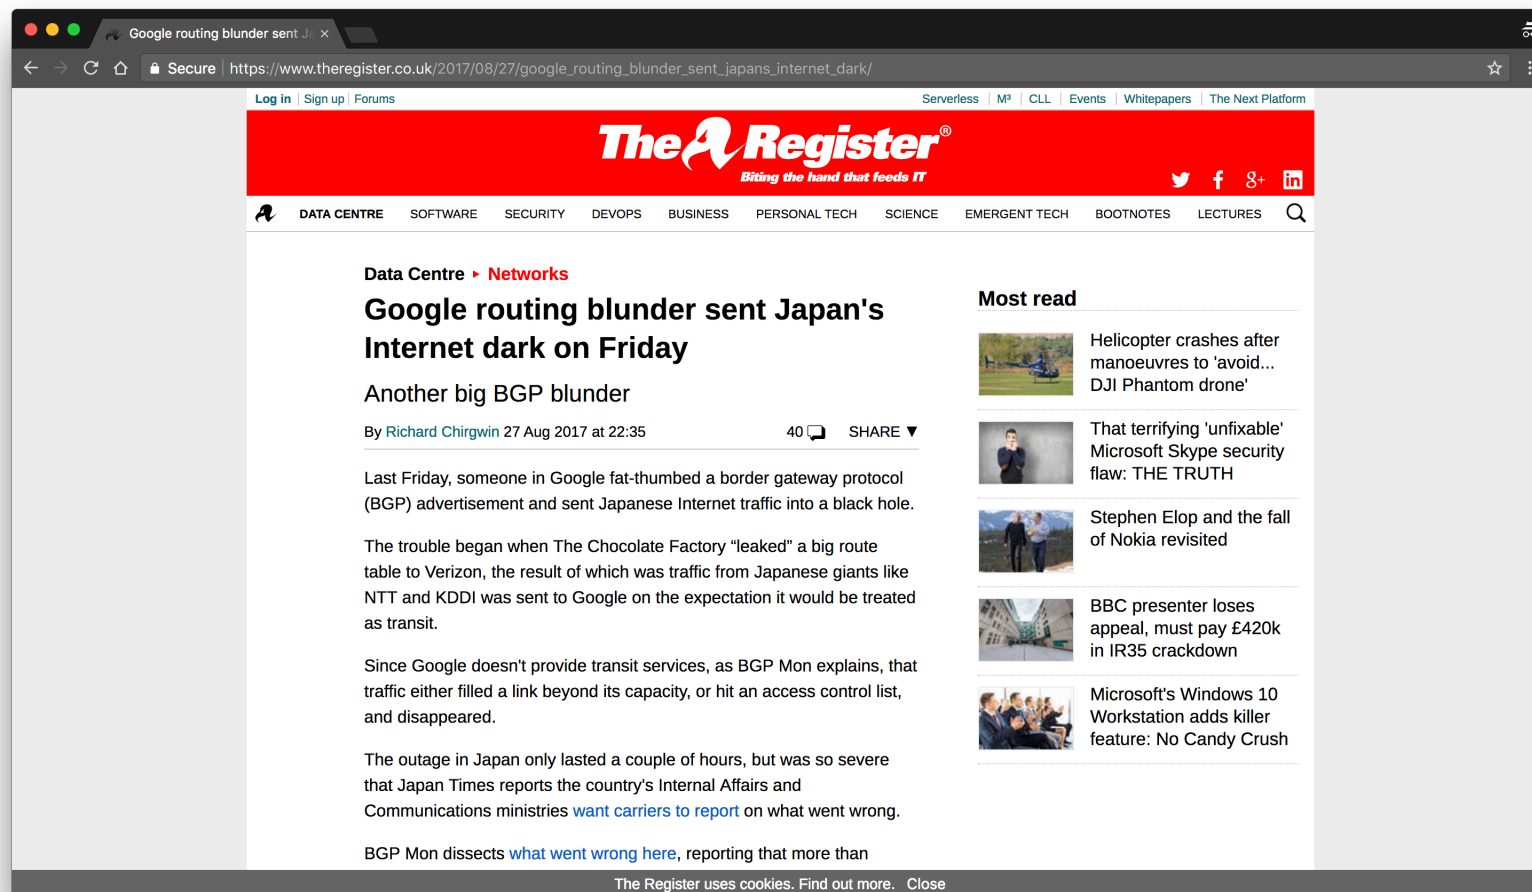 Google routing blunder sent Ja
Secure
https://www.theregister.co.uk/2017/08/27/google_routing_blunder_sent_japans_internet_dark/
Log in Sign up Forums
Serverless M³ CLL Events Whitepapers The Next Platform
The Register®
Biting the hand that feeds IT
DATA CENTRE SOFTWARE SECURITY DEVOPS BUSINESS PERSONAL TECH SCIENCE EMERGENT TECH BOOTNOTES LECTURES
Data Centre ▸ Networks
Google routing blunder sent Japan's
Internet dark on Friday
Another big BGP blunder
By Richard Chirgwin 27 Aug 2017 at 22:35
40 SHARE ▼
Last Friday, someone in Google fat-thumbed a border gateway protocol
(BGP) advertisement and sent Japanese Internet traffic into a black hole.
The trouble began when The Chocolate Factory “leaked” a big route
table to Verizon, the result of which was traffic from Japanese giants like
NTT and KDDI was sent to Google on the expectation it would be treated
as transit.
Since Google doesn't provide transit services, as BGP Mon explains, that
traffic either filled a link beyond its capacity, or hit an access control list,
and disappeared.
The outage in Japan only lasted a couple of hours, but was so severe
that Japan Times reports the country's Internal Affairs and
Communications ministries want carriers to report on what went wrong.
BGP Mon dissects what went wrong here, reporting that more than
Most read
Helicopter crashes after
manoeuvres to 'avoid...
DJI Phantom drone'
That terrifying 'unfixable'
Microsoft Skype security
flaw: THE TRUTH
Stephen Elop and the fall
of Nokia revisited
BBC presenter loses
appeal, must pay £420k
in IR35 crackdown
Microsoft's Windows 10
Workstation adds killer
feature: No Candy Crush
The Register uses cookies. Find out more. Close